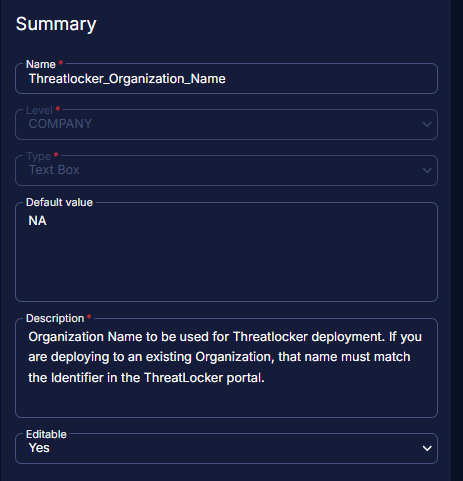 Summary
Name *
Threatlocker_Organization_Name
Level *
COMPANY
Type *
Text Box
Default value
NA
Description *
Organization Name to be used for Threatlocker deployment. If you
are deploying to an existing Organization, that name must match
the Identifier in the ThreatLocker portal.
Editable
Yes